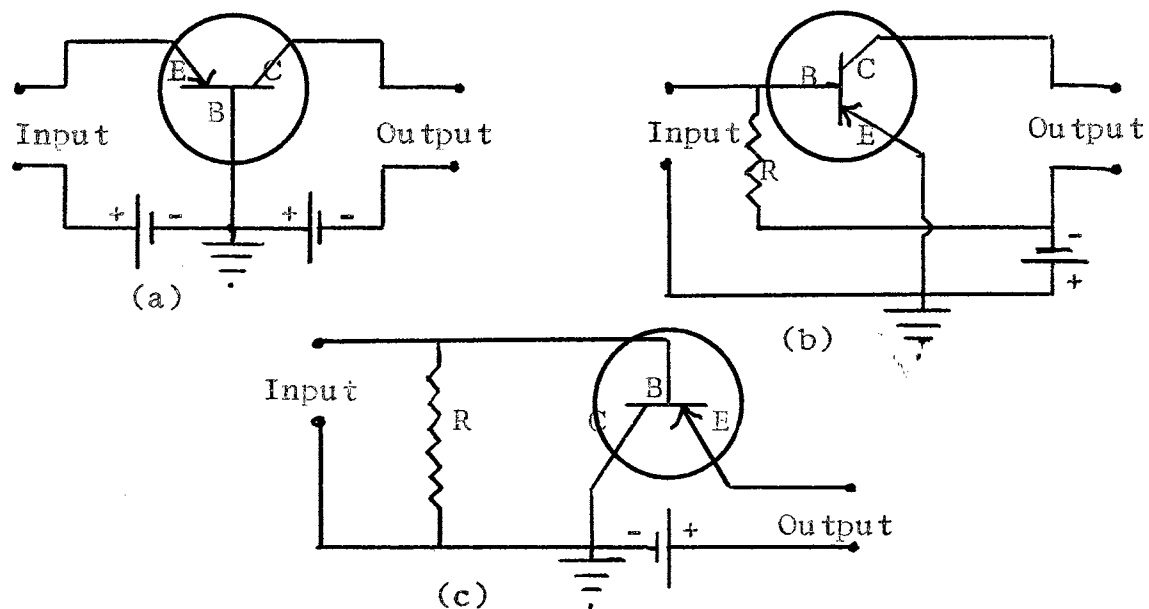 E C
B
Input Output
+ - + -
(a)
B C
E
Input Output
R
-
+
(b)
Input
B
C E
R
- +
Output
(c)